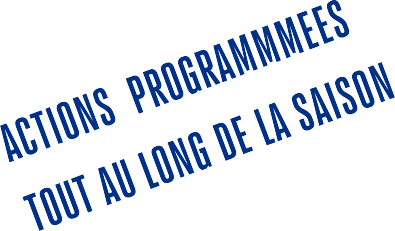 ACTIONS PROGRAMMMEES
TOUT AU LONG DE LA SAISON